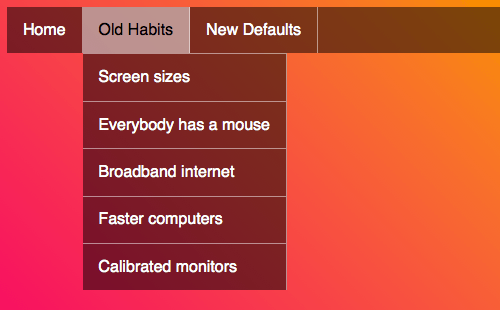 Home Old Habits New Defaults
Screen sizes
Everybody has a mouse
Broadband internet
Faster computers
Calibrated monitors